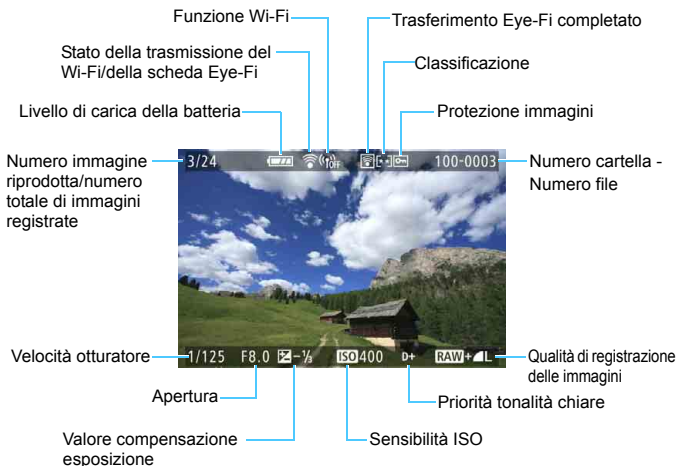 Funzione Wi-Fi
Trasferimento Eye-Fi completato
Stato della trasmissione del
Wi-Fi/della scheda Eye-Fi
Classificazione
Livello di carica della batteria
Protezione immagini
Numero immagine
riprodotta/numero
totale di immagini
registrate
3/24
OFF
100-0003
Numero cartella -
Numero file
Velocità otturatore
1/125 F8.0 -1/3 ISO 400 D+ RAW+L
Qualità di registrazione
delle immagini
Apertura
Priorità tonalità chiare
Valore compensazione
esposizione
Sensibilità ISO